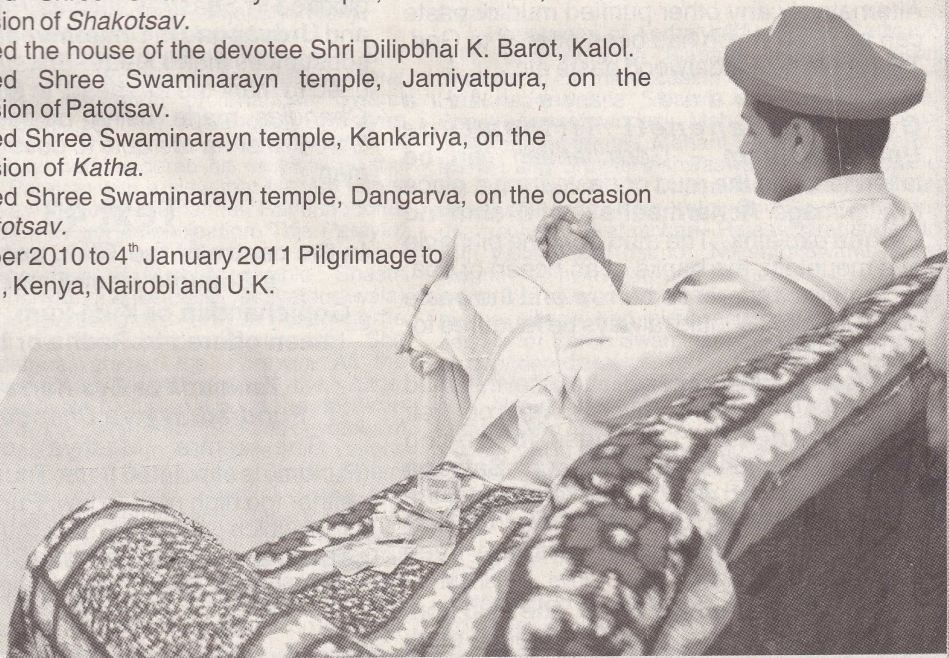 sion of Shakotsav.
ed the house of the devotee Shri Dilipbhai K. Barot, Kalol.
ed Shree Swaminarayn temple, Jamiyatpura, on the
sion of Patotsav.
ed Shree Swaminarayn temple, Kankariya, on the
sion of Katha.
ed Shree Swaminarayn temple, Dangarva, on the occasion
otsav.
er 2010 to 4th January 2011 Pilgrimage to
, Kenya, Nairobi and U.K.